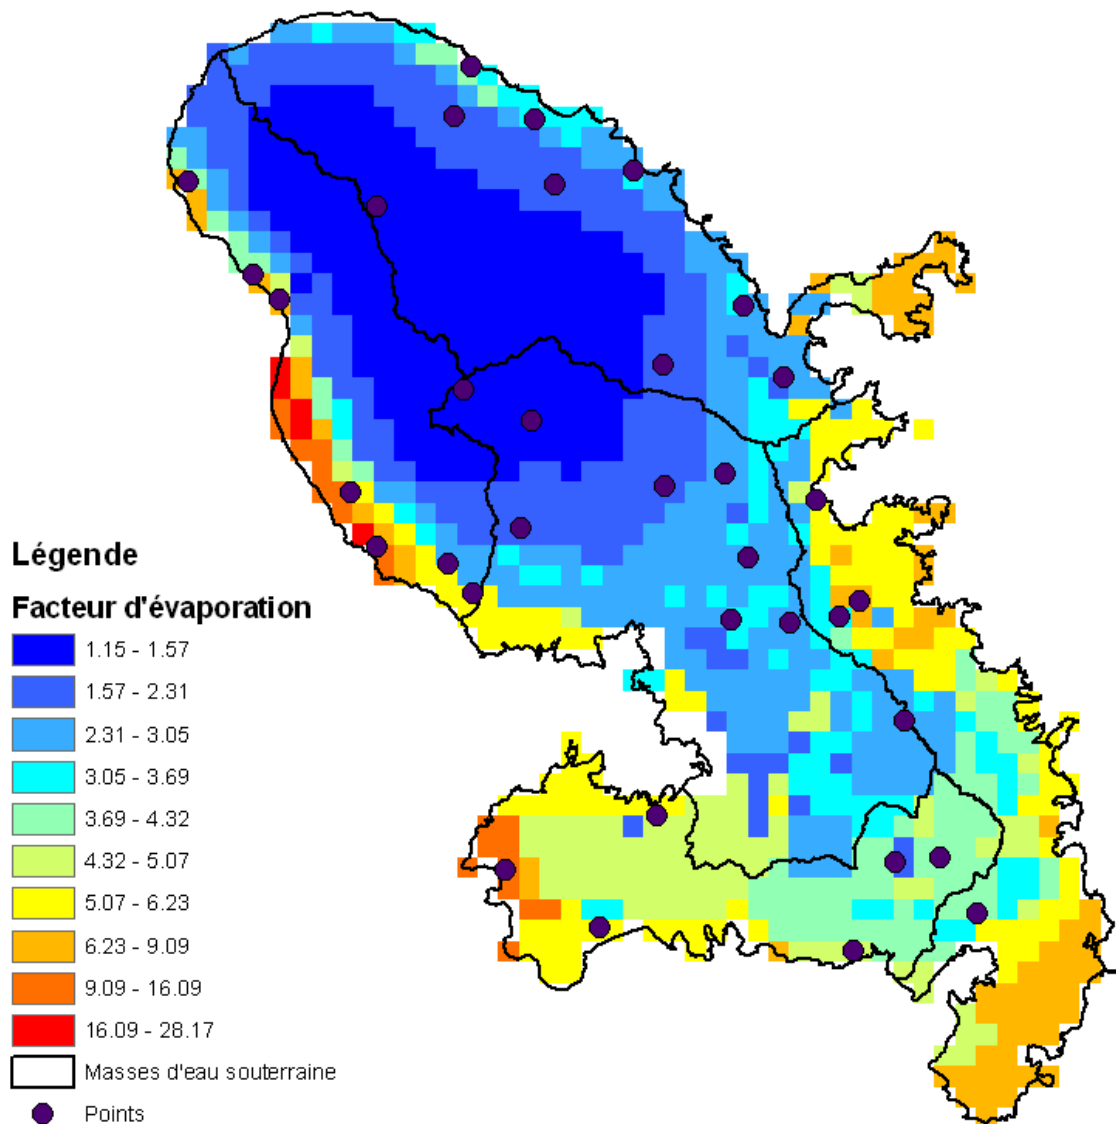 Légende
Facteur d'évaporation
1.15 - 1.57
1.57 - 2.31
2.31 - 3.05
3.05 - 3.69
3.69 - 4.32
4.32 - 5.07
5.07 - 6.23
6.23 - 9.09
9.09 - 16.09
16.09 - 28.17
Masses d'eau souterraine
Points